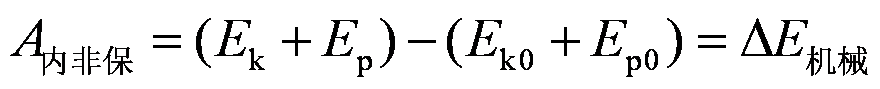 A内非保 = (Ek + Ep) − (Ek0 + Ep0) = ΔE机械